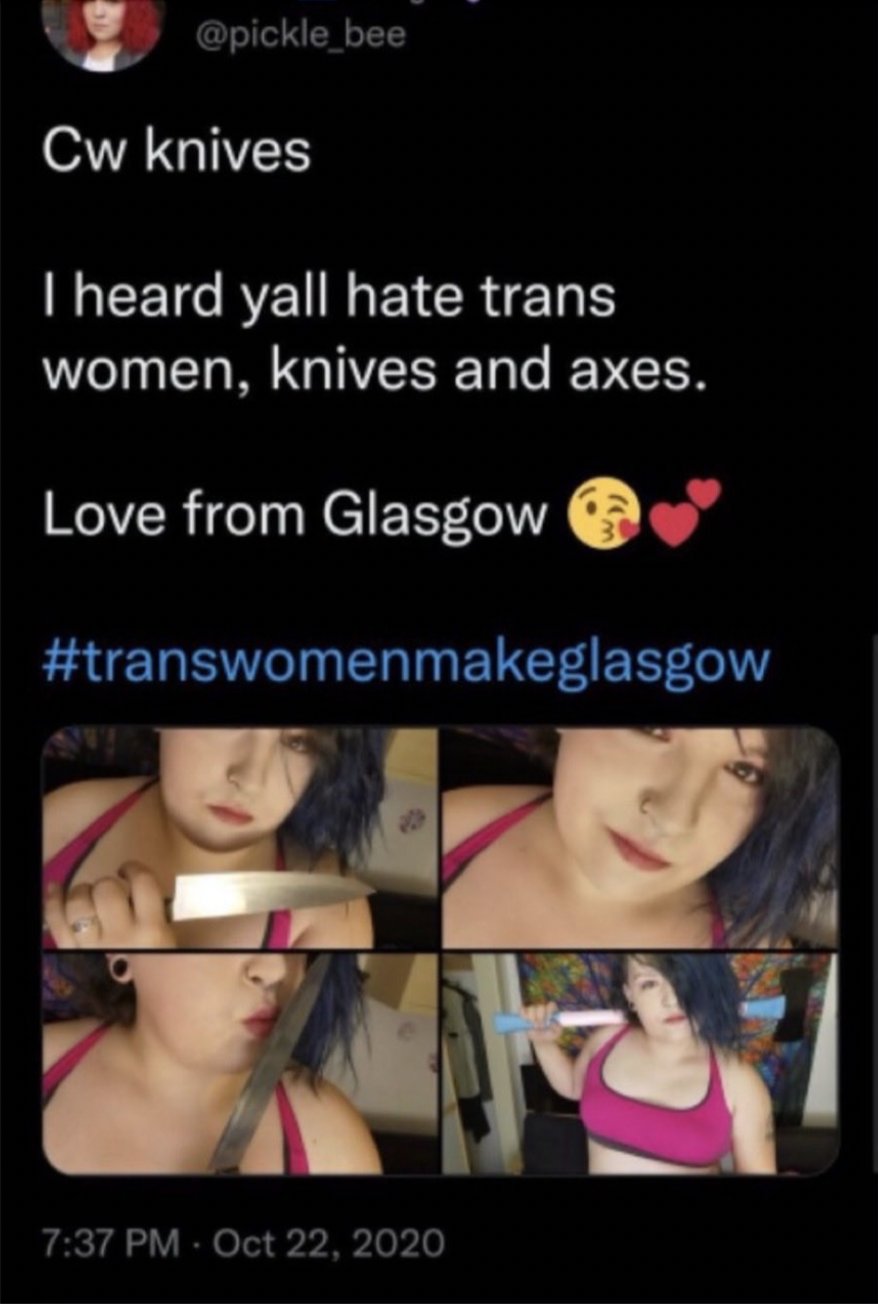 @pickle_bee
Cw knives
I heard yall hate trans
women, knives and axes.
Love from Glasgow 😘💕
#transwomenmakeglasgow
7:37 PM · Oct 22, 2020